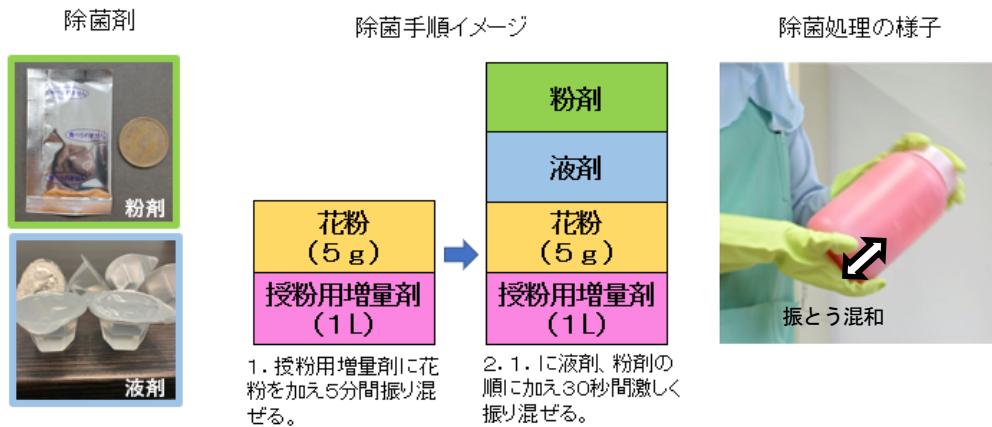 除菌剤
除菌手順イメージ
除菌処理の様子
粉剤
液剤
花粉
(5g)
授粉用増量剤
(1L)
粉剤
液剤
花粉
(5g)
授粉用増量剤
(1L)
1.授粉用増量剤に花
粉を加え5分間振り混
ぜる。
2.1.に液剤、粉剤の
順に加え30秒間激しく
振り混ぜる。
振とう混和